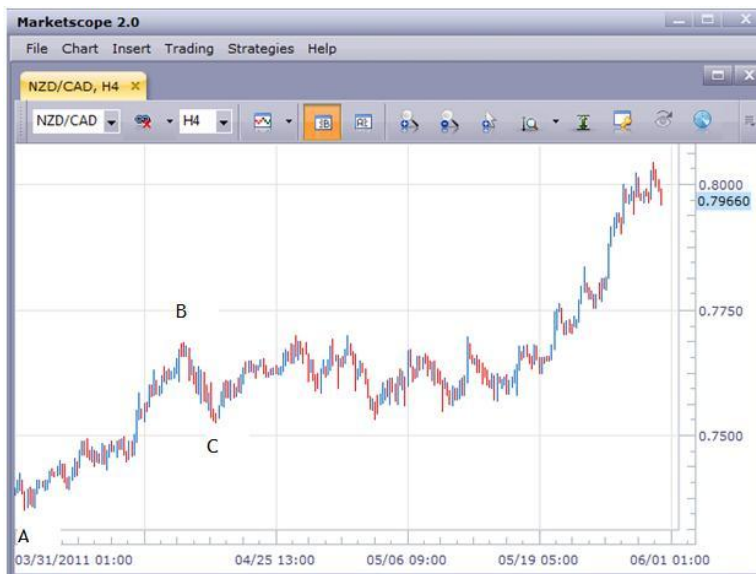 Marketscope 2.0
File Chart Insert Trading Strategies Help
NZD/CAD, H4
NZD/CAD H4
0.8000
0.79660
B
0.7750
C
0.7500
A
03/31/2011 01:00 04/25 13:00 05/06 09:00 05/19 05:00 06/01 01:00